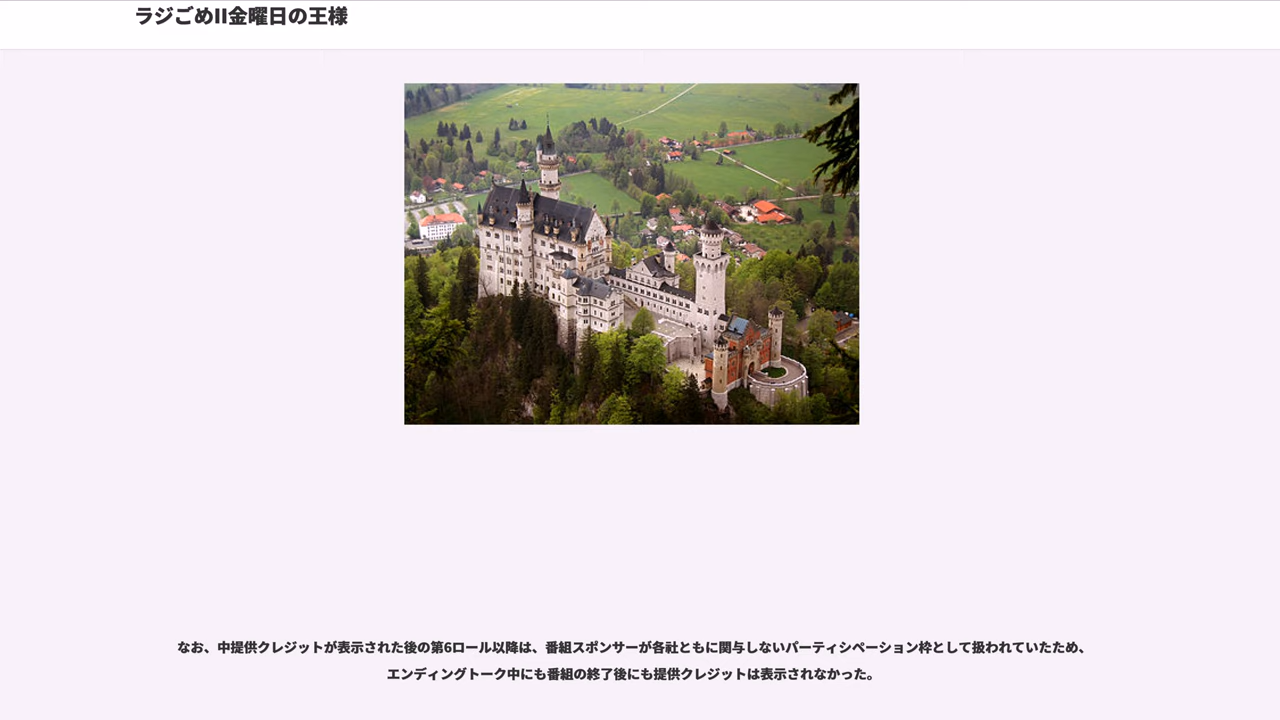 ラジごめII金曜日の王様
なお、中提供クレジットが表示された後の第6ロール以降は、番組スポンサーが各社ともに関与しないパーティシペーション枠として扱われていたため、
エンディングトーク中にも番組の終了後にも提供クレジットは表示されなかった。